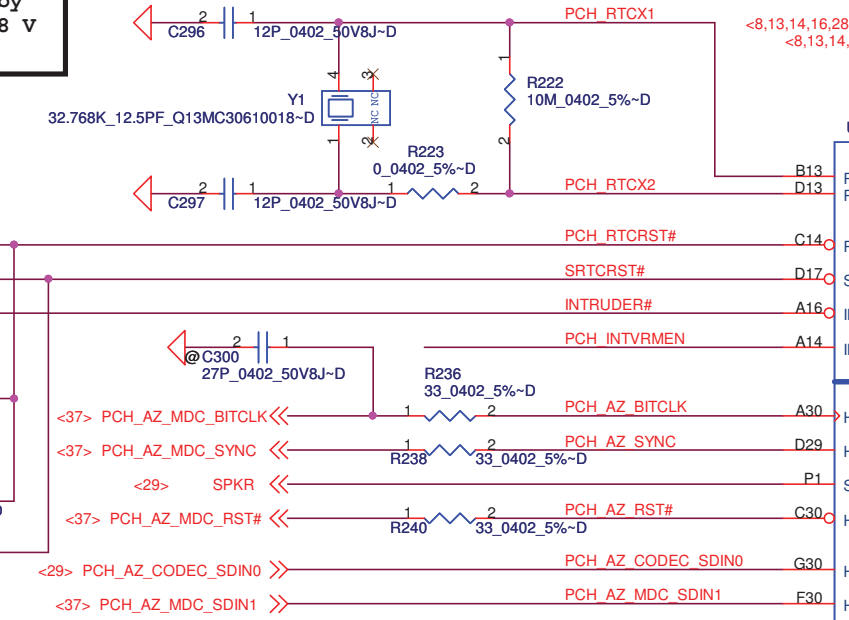 8 V
2
1
PCH_RTCX1
<8,13,14,16,28
<8,13,14,
C296
12P_0402_50V8J~D
4
3
1
R222
10M_0402_5%~D
Y1
NC NC
32.768K_12.5PF_Q13MC30610018~D
1
2
2
R223
0_0402_5%~D
2
1
1
2
PCH_RTCX2
B13
D13
C297
12P_0402_50V8J~D
PCH_RTCRST#
C14
SRTCRST#
D17
INTRUDER#
A16
2
1
PCH_INTVRMEN
A14
@C300
27P_0402_50V8J~D
R236
33_0402_5%~D
<37> PCH_AZ_MDC_BITCLK
1
2
PCH_AZ_BITCLK
A30
<37> PCH_AZ_MDC_SYNC
1
2
PCH_AZ_SYNC
D29
R238
33_0402_5%~D
<29> SPKR
P1
<37> PCH_AZ_MDC_RST#
1
2
PCH_AZ_RST#
C30
R240
33_0402_5%~D
<29> PCH_AZ_CODEC_SDIN0
PCH_AZ_CODEC_SDIN0
G30
<37> PCH_AZ_MDC_SDIN1
PCH_AZ_MDC_SDIN1
F30